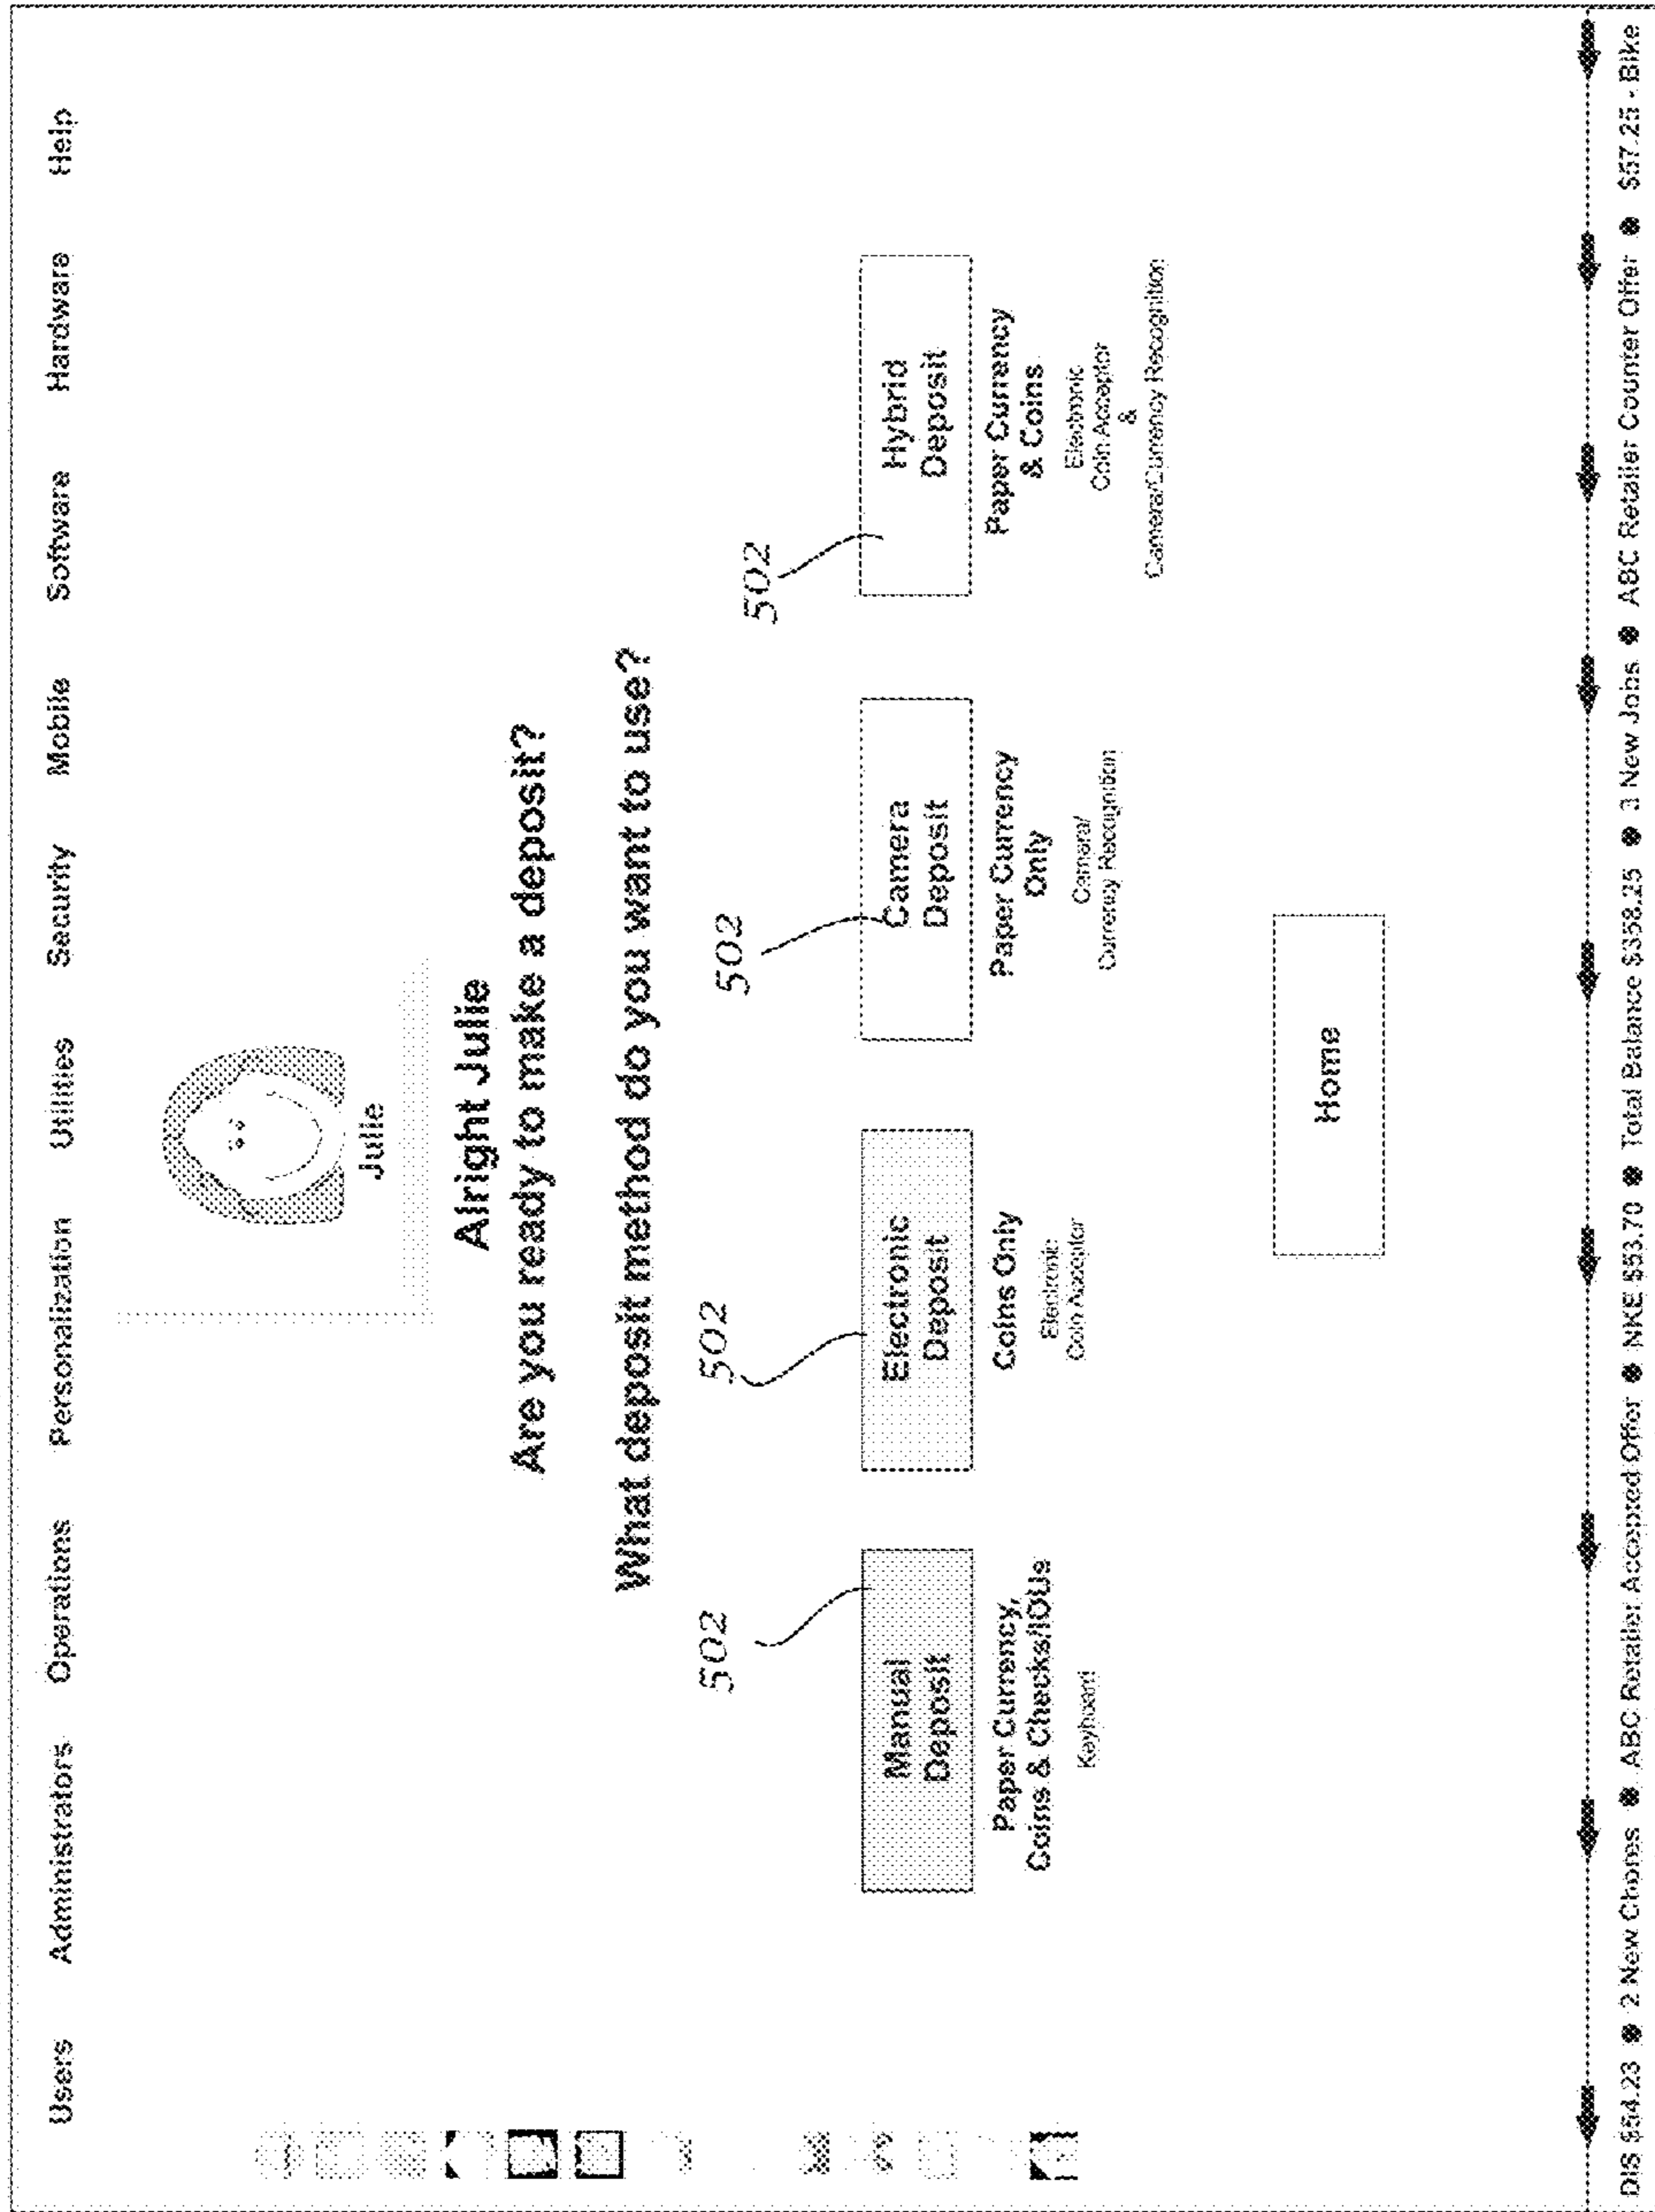 Users Administrators Operations Personalization Utilities Security Mobile Software Hardware Help
Julie
Alright Julie
Are you ready to make a deposit?
What deposit method do you want to use?
502 502 502 502
Manual
Deposit
Paper Currency,
Coins & Checks/IOUs
Keyboard
Electronic
Deposit
Coins Only
Electronic
Coin Acceptor
Camera
Deposit
Paper Currency
Only
Camera/
Currency Recognition
Hybrid
Deposit
Paper Currency
& Coins
Electronic
Coin Acceptor
&
Camera/Currency Recognition
Home
DIS $54.23 ● 2 New Chores ● ABC Retailer Accepted Offer ● NKE $53.70 ● Total Balance $358.25 ● 3 New Jobs ● ABC Retailer Counter Offer ● $57.25 - Bike